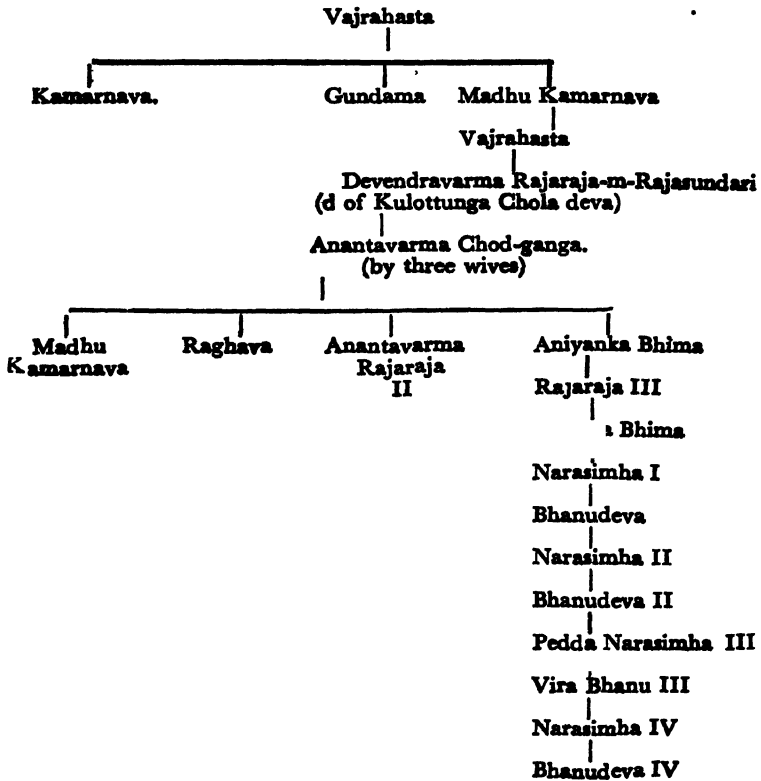 Vajrahasta
Kamarnava. Gundama Madhu Kamarnava
Vajrahasta
Devendravarma Rajaraja-m-Rajasundari
(d of Kulottunga Chola deva)
Anantavarma Chod-ganga.
(by three wives)
Madhu Raghava Anantavarma Aniyanka Bhima
Kamarnava Rajaraja
II Rajaraja III
Bhima
Narasimha I
Bhanudeva
Narasimha II
Bhanudeva II
Pedda Narasimha III
Vira Bhanu III
Narasimha IV
Bhanudeva IV